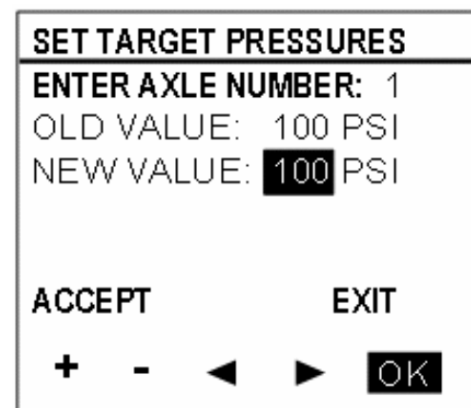 SET TARGET PRESSURES
ENTER AXLE NUMBER: 1
OLD VALUE: 100 PSI
NEW VALUE: 100 PSI
ACCEPT EXIT
+ - ◀ ▶ OK